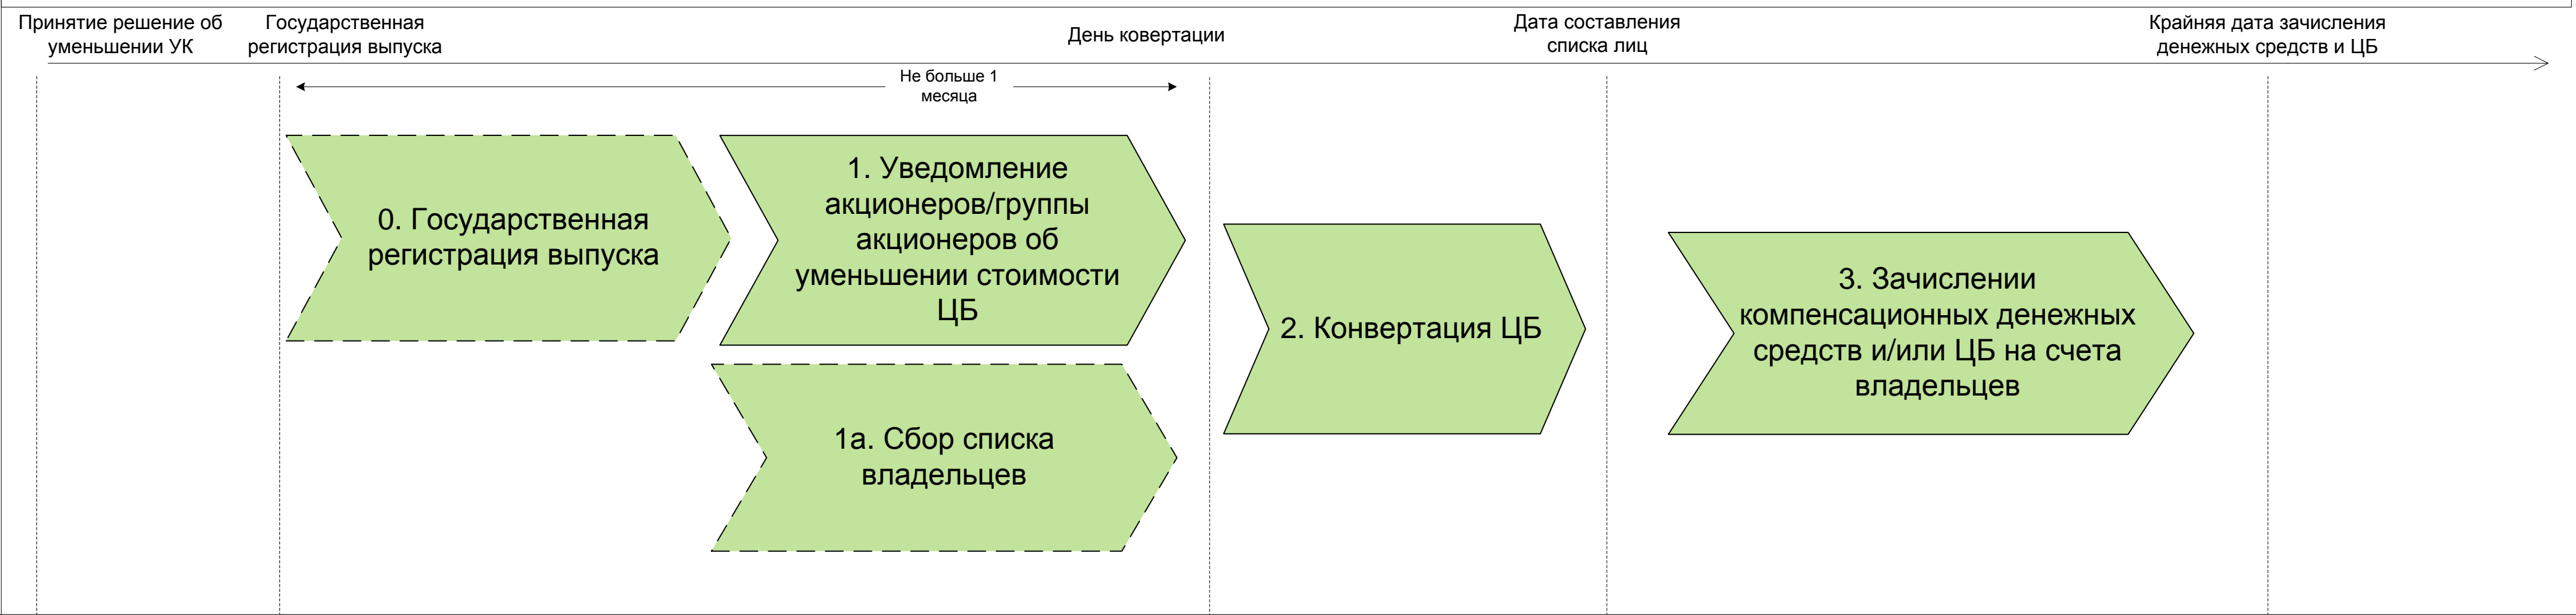 Принятие решение об
уменьшении УК
Государственная
регистрация выпуска
День ковертации
Дата составления
списка лиц
Крайняя дата зачисления
денежных средств и ЦБ
Не больше 1
месяца
0. Государственная
регистрация выпуска
1. Уведомление
акционеров/группы
акционеров об
уменьшении стоимости
ЦБ
1а. Сбор списка
владельцев
2. Конвертация ЦБ
3. Зачислении
компенсационных денежных
средств и/или ЦБ на счета
владельцев